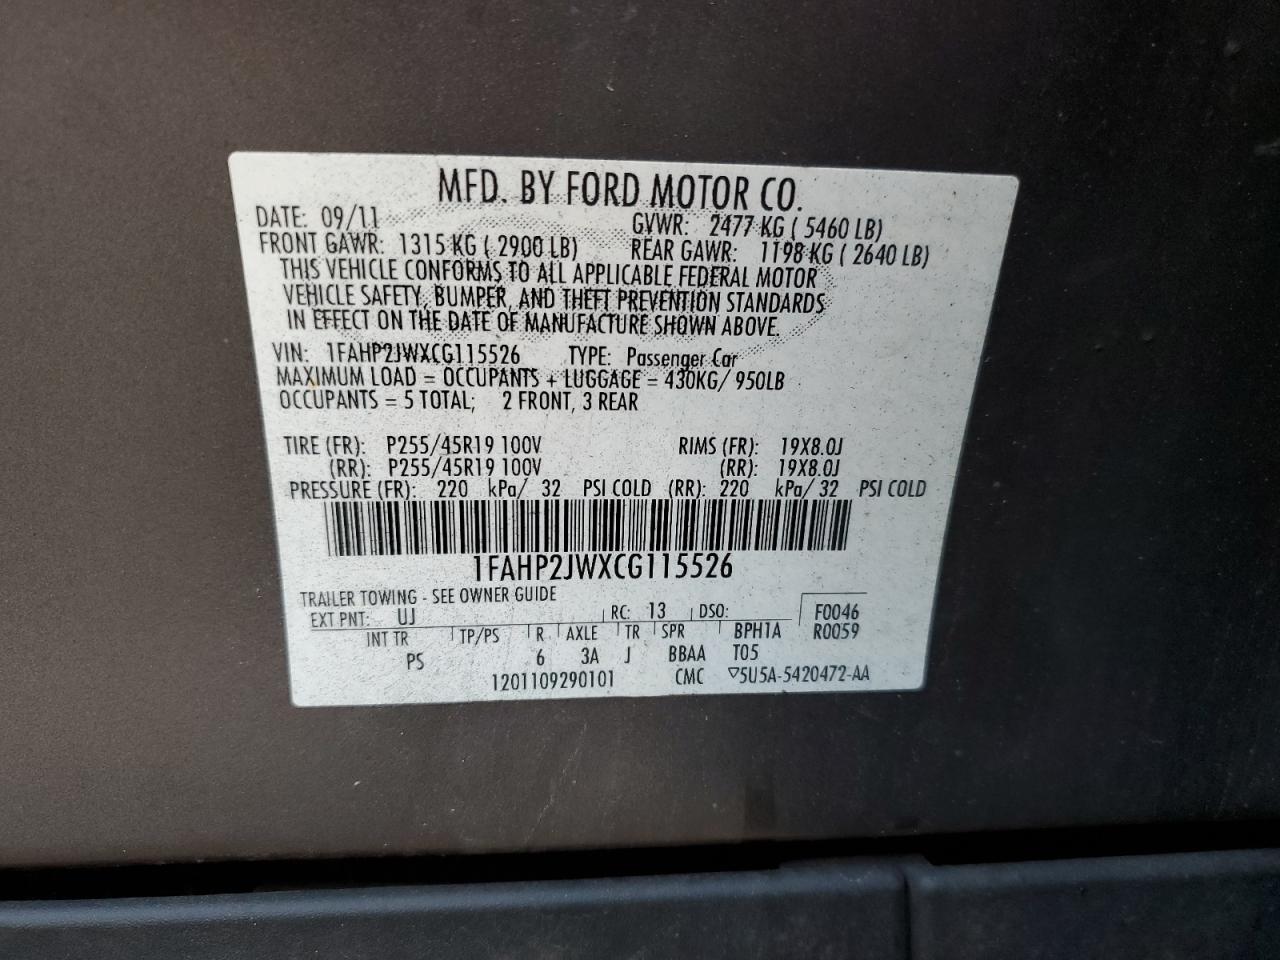 MFD. BY FORD MOTOR CO.
DATE: 09/11 GVWR: 2477 KG ( 5460 LB)
FRONT GAWR: 1315 KG ( 2900 LB) REAR GAWR: 1198 KG ( 2640 LB)
THIS VEHICLE CONFORMS TO ALL APPLICABLE FEDERAL MOTOR
VEHICLE SAFETY, BUMPER, AND THEFT PREVENTION STANDARDS
IN EFFECT ON THE DATE OF MANUFACTURE SHOWN ABOVE.
VIN: 1FAHP2JWXCG115526 TYPE: Passenger Car
MAXIMUM LOAD = OCCUPANTS + LUGGAGE = 430KG/ 950LB
OCCUPANTS = 5 TOTAL; 2 FRONT, 3 REAR
TIRE (FR): P255/45R19 100V RIMS (FR): 19X8.0J
(RR): P255/45R19 100V (RR): 19X8.0J
PRESSURE (FR): 220 kPa/ 32 PSI COLD (RR): 220 kPa/ 32 PSI COLD
1FAHP2JWXCG115526
TRAILER TOWING - SEE OWNER GUIDE
EXT PNT: UJ RC: 13 DSO: F0046
INT TR TP/PS R AXLE TR SPR BPH1A R0059
PS 6 3A J BBAA T05
1201109290101 CMC ▽5U5A-5420472-AA